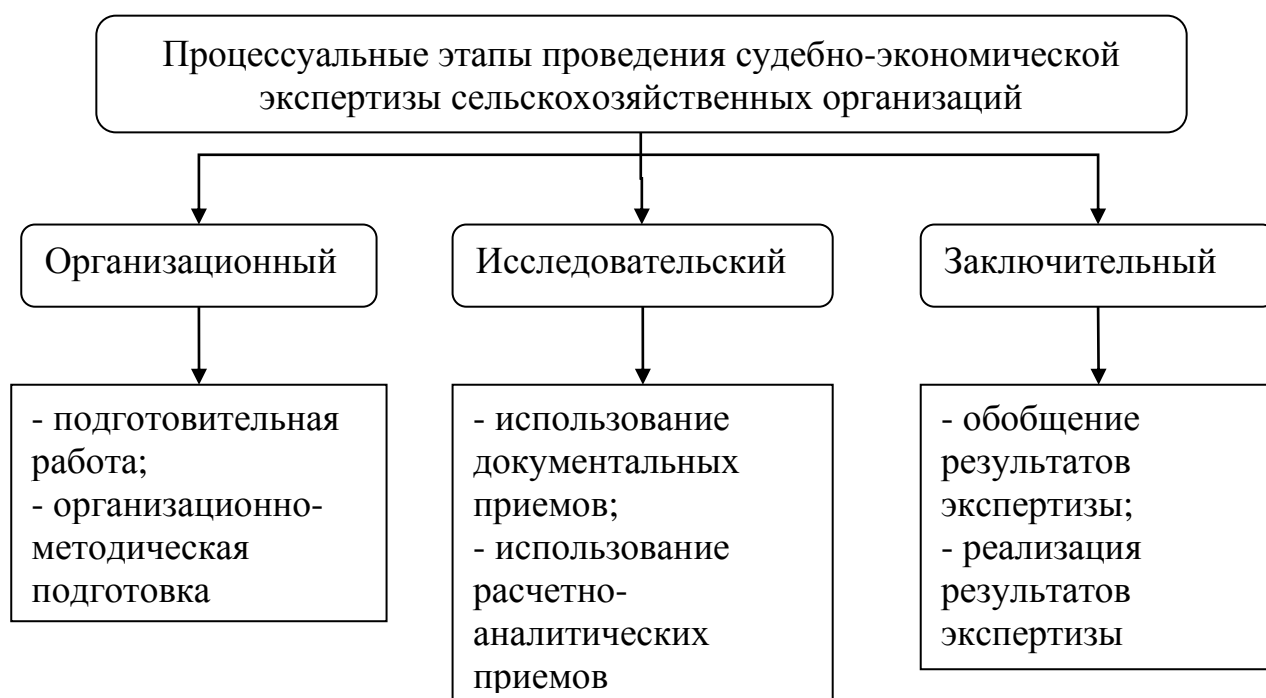 Процессуальные этапы проведения судебно-экономической
экспертизы сельскохозяйственных организаций
Организационный
Исследовательский
Заключительный
- подготовительная
работа;
- организационно-
методическая
подготовка
- использование
документальных
приемов;
- использование
расчетно-
аналитических
приемов
- обобщение
результатов
экспертизы;
- реализация
результатов
экспертизы